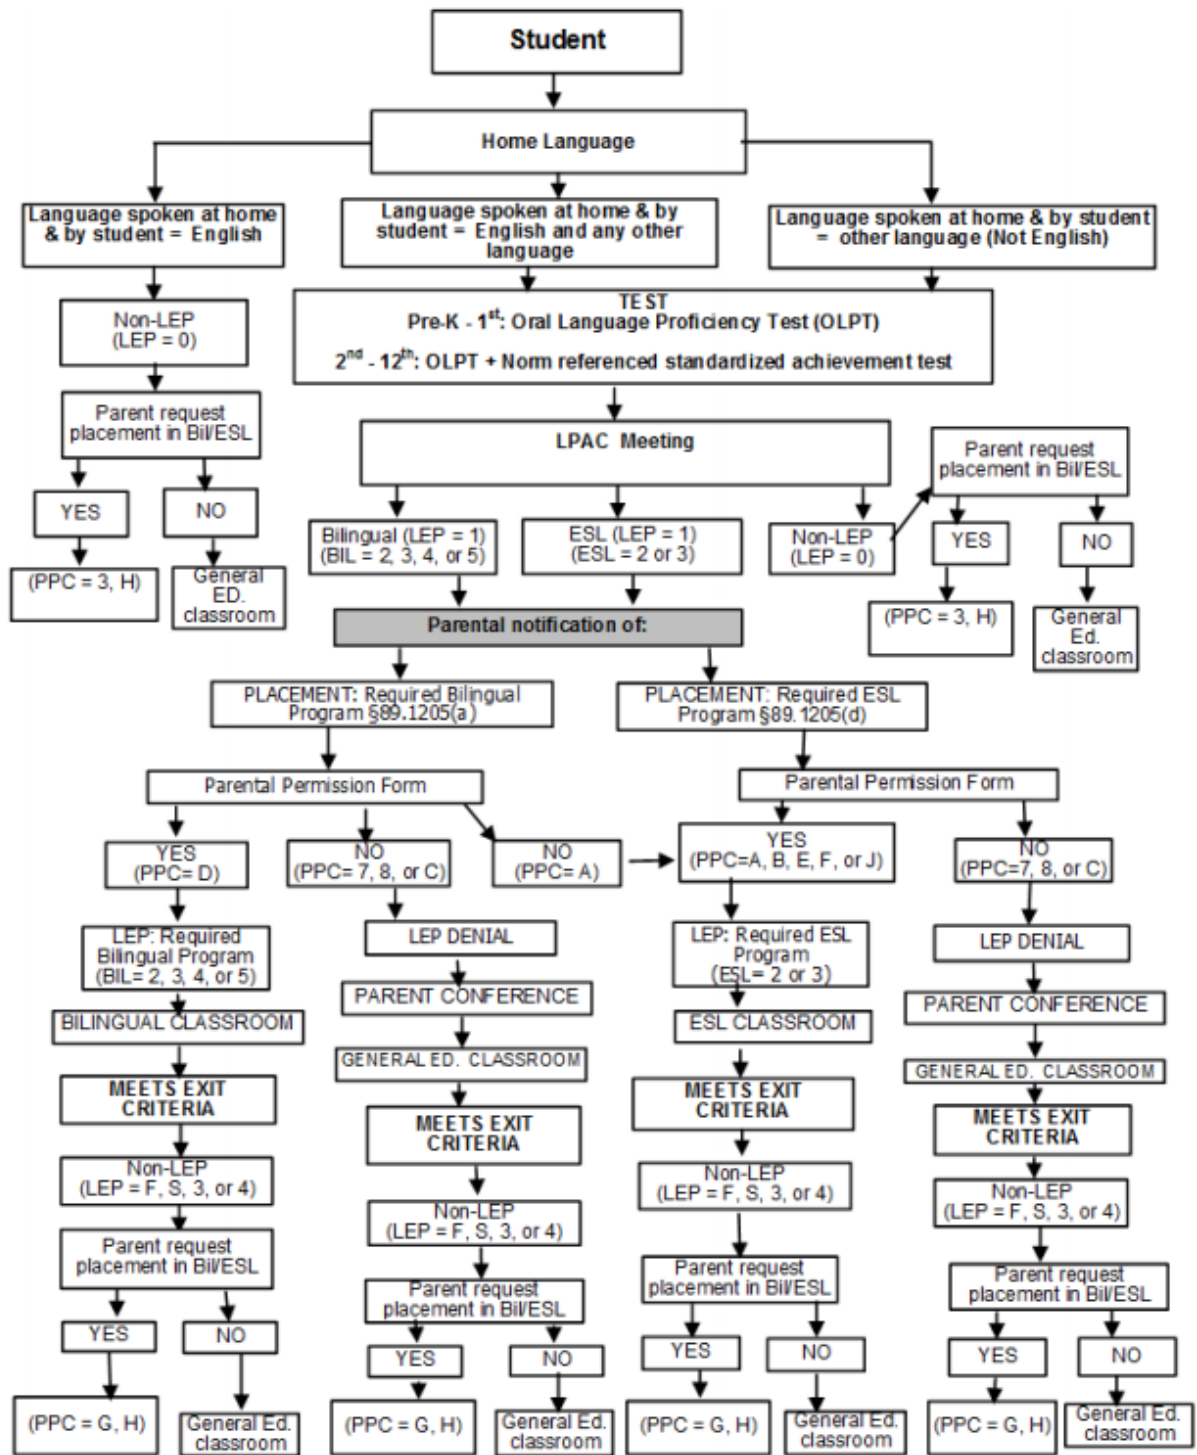 Student
Home Language
Language spoken at home
& by student = English
Language spoken at home & by
student = English and any other
language
Language spoken at home & by student
= other language (Not English)
Non-LEP
(LEP = 0)
TEST
Pre-K - 1st: Oral Language Proficiency Test (OLPT)
2nd - 12th: OLPT + Norm referenced standardized achievement test
Parent request
placement in Bil/ESL
LPAC Meeting
Parent request
placement in Bil/ESL
YES
NO
Bilingual (LEP = 1)
(BIL = 2, 3, 4, or 5)
ESL (LEP = 1)
(ESL = 2 or 3)
Non-LEP
(LEP = 0)
YES
NO
(PPC = 3, H)
General
ED.
classroom
Parental notification of:
(PPC = 3, H)
General
Ed.
classroom
PLACEMENT: Required Bilingual
Program §89.1205(a)
PLACEMENT: Required ESL
Program §89.1205(d)
Parental Permission Form
Parental Permission Form
YES
(PPC= D)
NO
(PPC= 7, 8, or C)
NO
(PPC= A)
YES
(PPC=A, B, E, F, or J)
NO
(PPC=7, 8, or C)
LEP: Required
Bilingual Program
(BIL= 2, 3, 4, or 5)
LEP DENIAL
LEP: Required ESL
Program
(ESL= 2 or 3)
LEP DENIAL
BILINGUAL CLASSROOM
PARENT CONFERENCE
ESL CLASSROOM
PARENT CONFERENCE
GENERAL ED. CLASSROOM
GENERAL ED. CLASSROOM
MEETS EXIT
CRITERIA
MEETS EXIT
CRITERIA
MEETS EXIT
CRITERIA
MEETS EXIT
CRITERIA
Non-LEP
(LEP = F, S, 3, or 4)
Non-LEP
(LEP = F, S, 3, or 4)
Non-LEP
(LEP = F, S, 3, or 4)
Non-LEP
(LEP = F, S, 3, or 4)
Parent request
placement in Bil/ESL
Parent request
placement in Bil/ESL
Parent request
placement in Bil/ESL
Parent request
placement in Bil/ESL
YES
NO
YES
NO
YES
NO
YES
NO
(PPC = G, H)
General Ed.
classroom
(PPC = G, H)
General Ed.
classroom
(PPC = G, H)
General Ed.
classroom
(PPC = G, H)
General Ed.
classroom